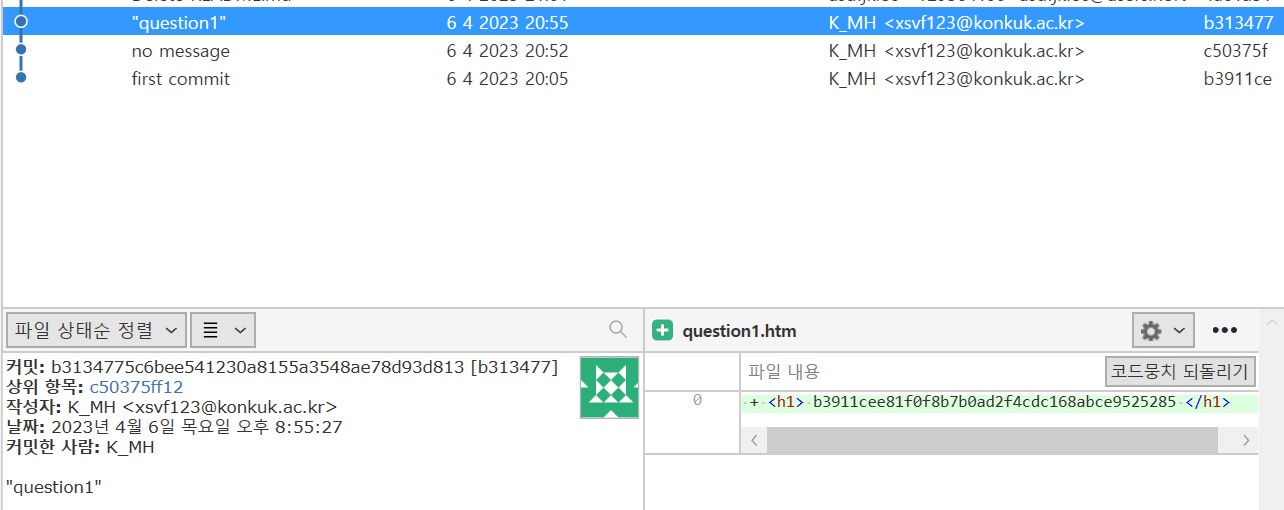 "question1" 6 4 2023 20:55 K_MH <xsvf123@konkuk.ac.kr> b313477
no message 6 4 2023 20:52 K_MH <xsvf123@konkuk.ac.kr> c50375f
first commit 6 4 2023 20:05 K_MH <xsvf123@konkuk.ac.kr> b3911ce
파일 상태순 정렬
question1.htm
커밋: b3134775c6bee541230a8155a3548ae78d93d813 [b313477]
상위 항목: c50375ff12
작성자: K_MH <xsvf123@konkuk.ac.kr>
날짜: 2023년 4월 6일 목요일 오후 8:55:27
커밋한 사람: K_MH
"question1"
파일 내용 코드뭉치 되돌리기
0 + <h1> b3911cee81f0f8b7b0ad2f4cdc168abce9525285 </h1>